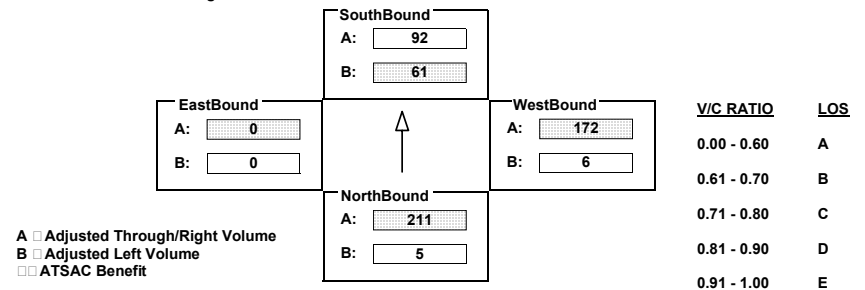 SouthBound
A: 92
B: 61
EastBound
A: 0
B: 0
WestBound
A: 172
B: 6
NorthBound
A: 211
B: 5
A □ Adjusted Through/Right Volume
B □ Adjusted Left Volume
□□ ATSAC Benefit
V/C RATIO LOS
0.00 - 0.60 A
0.61 - 0.70 B
0.71 - 0.80 C
0.81 - 0.90 D
0.91 - 1.00 E